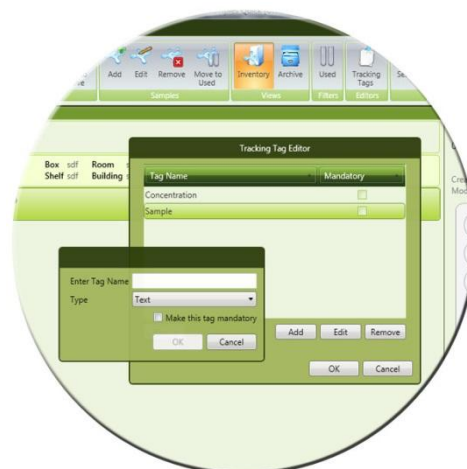 Add Edit Remove Move to Used Inventory Archive Used Tracking Tags
Samples Views Filters Editors
Box sdf Room
Shelf sdf Building
Tracking Tag Editor
Tag Name Mandatory
Concentration
Sample
Enter Tag Name
Type Text
Make this tag mandatory
OK Cancel
Add Edit Remove
OK Cancel